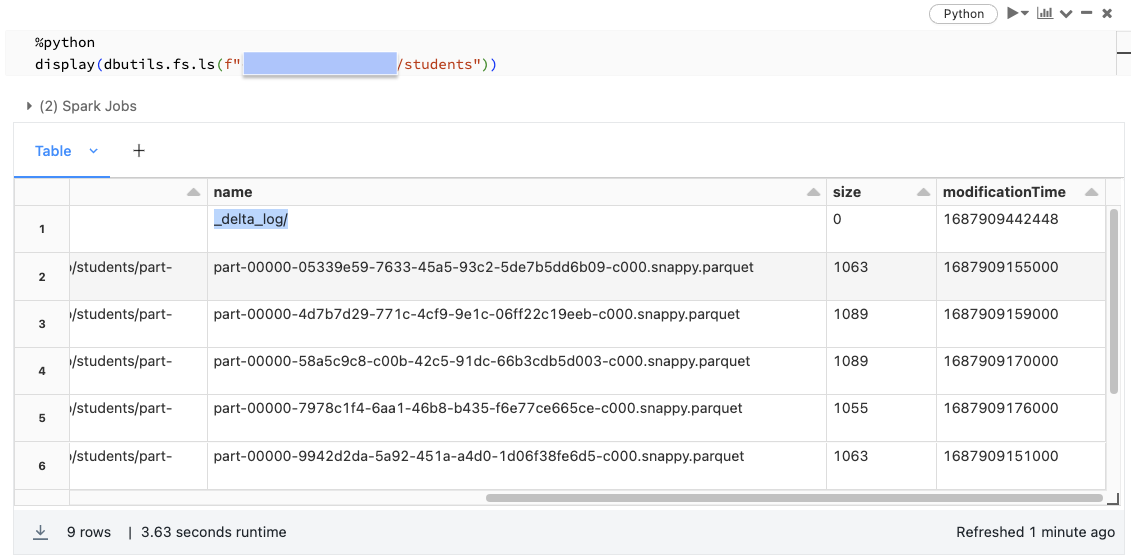 Python
%python
display(dbutils.fs.ls(f" /students"))
(2) Spark Jobs
Table
name size modificationTime
1 _delta_log/ 0 1687909442448
2 /students/part- part-00000-05339e59-7633-45a5-93c2-5de7b5dd6b09-c000.snappy.parquet 1063 1687909155000
3 /students/part- part-00000-4d7b7d29-771c-4cf9-9e1c-06ff22c19eeb-c000.snappy.parquet 1089 1687909159000
4 /students/part- part-00000-58a5c9c8-c00b-42c5-91dc-66b3cdb5d003-c000.snappy.parquet 1089 1687909170000
5 /students/part- part-00000-7978c1f4-6aa1-46b8-b435-f6e77ce665ce-c000.snappy.parquet 1055 1687909176000
6 /students/part- part-00000-9942d2da-5a92-451a-a4d0-1d06f38fe6d5-c000.snappy.parquet 1063 1687909151000
9 rows | 3.63 seconds runtime Refreshed 1 minute ago